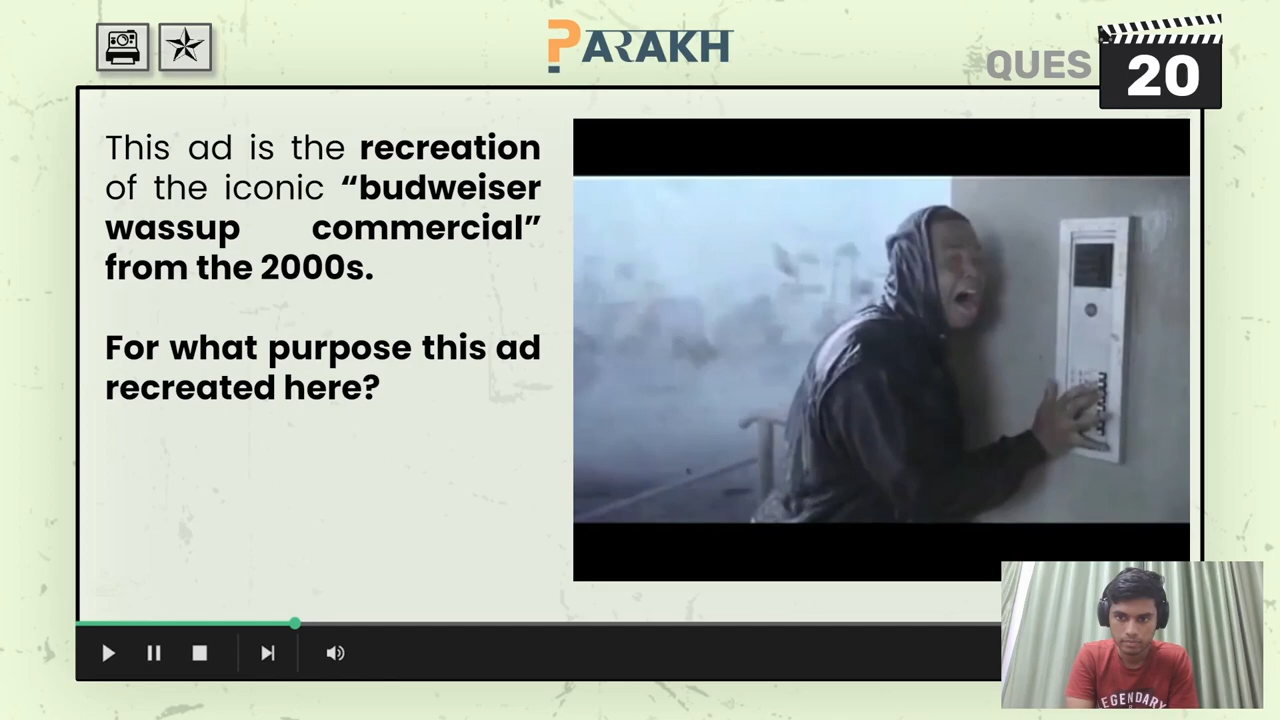 PARAKH
QUES 20
This ad is the recreation
of the iconic “budweiser
wassup commercial”
from the 2000s.
For what purpose this ad
recreated here?
LEGENDARY